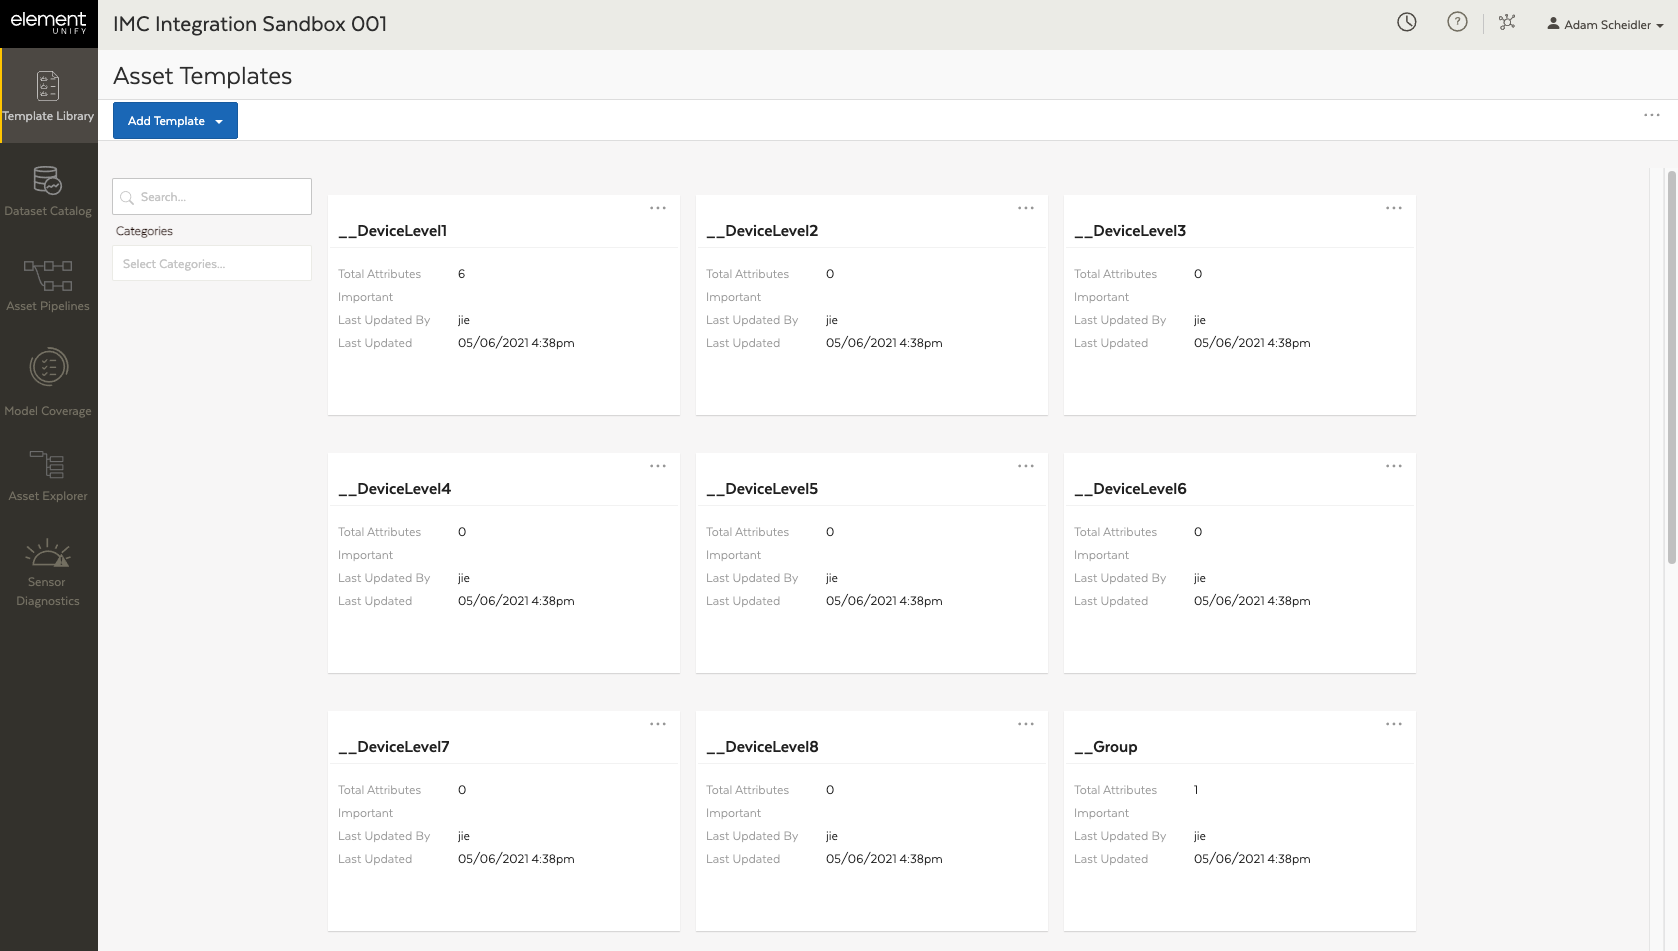 element
UNIFY
IMC Integration Sandbox 001
?
Adam Scheidler
Template Library
Dataset Catalog
Asset Pipelines
Model Coverage
Asset Explorer
Sensor
Diagnostics
Asset Templates
Add Template
Search...
Categories
Select Categories...
__DeviceLevel1
Total Attributes 6
Important
Last Updated By jie
Last Updated 05/06/2021 4:38pm
__DeviceLevel2
Total Attributes 0
Important
Last Updated By jie
Last Updated 05/06/2021 4:38pm
__DeviceLevel3
Total Attributes 0
Important
Last Updated By jie
Last Updated 05/06/2021 4:38pm
__DeviceLevel4
Total Attributes 0
Important
Last Updated By jie
Last Updated 05/06/2021 4:38pm
__DeviceLevel5
Total Attributes 0
Important
Last Updated By jie
Last Updated 05/06/2021 4:38pm
__DeviceLevel6
Total Attributes 0
Important
Last Updated By jie
Last Updated 05/06/2021 4:38pm
__DeviceLevel7
Total Attributes 0
Important
Last Updated By jie
Last Updated 05/06/2021 4:38pm
__DeviceLevel8
Total Attributes 0
Important
Last Updated By jie
Last Updated 05/06/2021 4:38pm
__Group
Total Attributes 1
Important
Last Updated By jie
Last Updated 05/06/2021 4:38pm